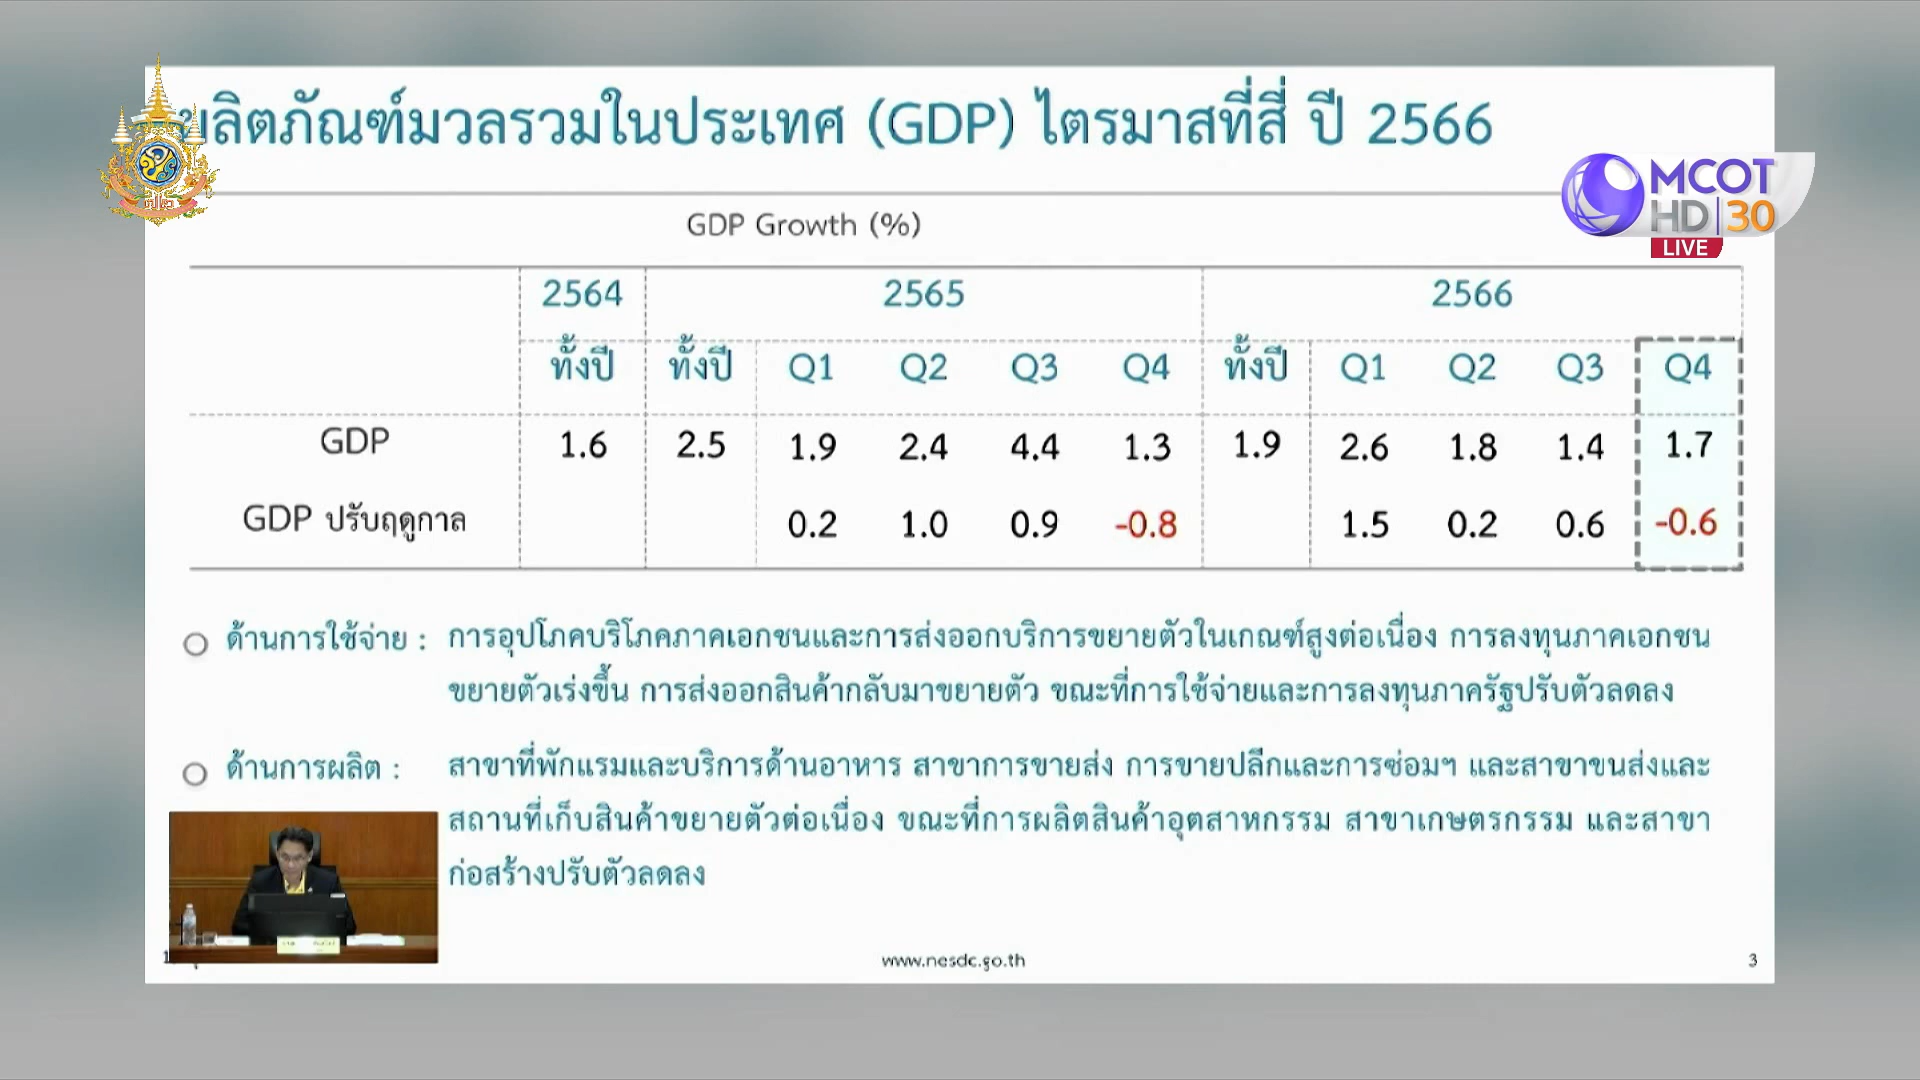 ผลิตภัณฑ์มวลรวมในประเทศ (GDP) ไตรมาสที่สี่ ปี 2566
MCOT
HD 30
LIVE
GDP Growth (%)
2564 2565 2566
ทั้งปี ทั้งปี Q1 Q2 Q3 Q4 ทั้งปี Q1 Q2 Q3 Q4
GDP 1.6 2.5 1.9 2.4 4.4 1.3 1.9 2.6 1.8 1.4 1.7
GDP ปรับฤดูกาล 0.2 1.0 0.9 -0.8 1.5 0.2 0.6 -0.6
ด้านการใช้จ่าย : การอุปโภคบริโภคภาคเอกชนและการส่งออกบริการขยายตัวในเกณฑ์สูงต่อเนื่อง การลงทุนภาคเอกชน
ขยายตัวเร่งขึ้น การส่งออกสินค้ากลับมาขยายตัว ขณะที่การใช้จ่ายและการลงทุนภาครัฐปรับตัวลดลง
ด้านการผลิต : สาขาที่พักแรมและบริการด้านอาหาร สาขาการขายส่ง การขายปลีกและการซ่อมฯ และสาขาขนส่งและ
สถานที่เก็บสินค้าขยายตัวต่อเนื่อง ขณะที่การผลิตสินค้าอุตสาหกรรม สาขาเกษตรกรรม และสาขา
ก่อสร้างปรับตัวลดลง
www.nesdc.go.th 3